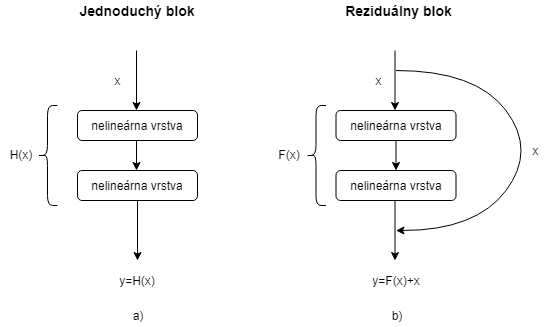 Jednoduchý blok
x
H(x)
nelineárna vrstva
nelineárna vrstva
y=H(x)
a)
Reziduálny blok
x
F(x)
nelineárna vrstva
nelineárna vrstva
x
y=F(x)+x
b)